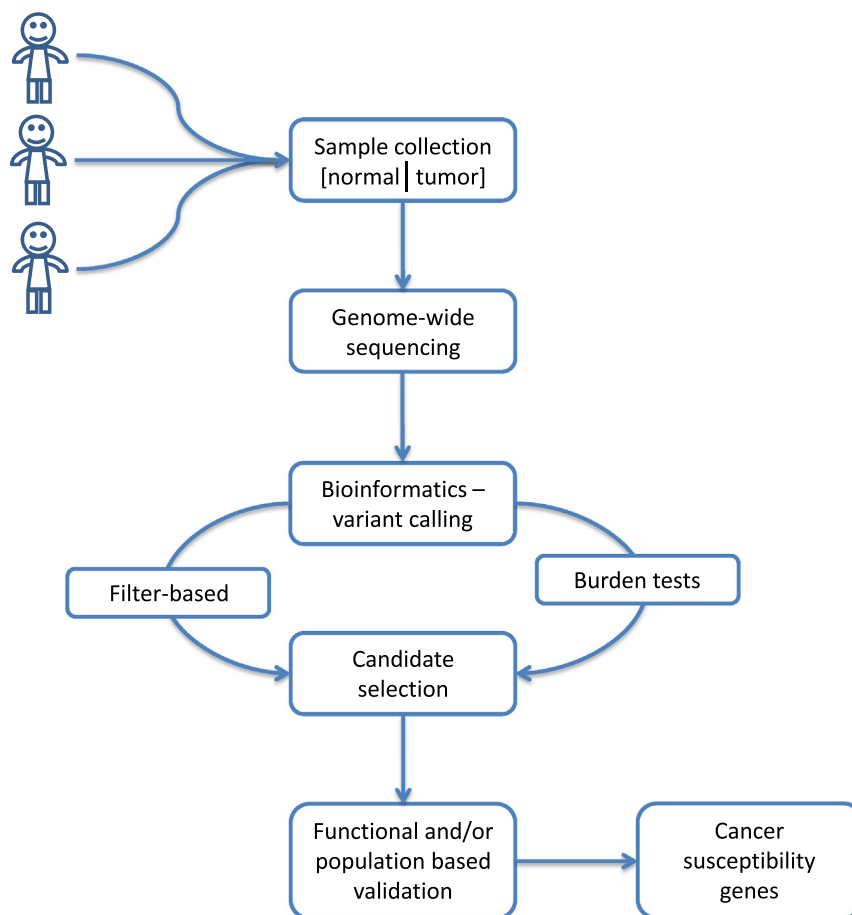 Sample collection
[normal | tumor]
Genome-wide
sequencing
Bioinformatics –
variant calling
Filter-based
Burden tests
Candidate
selection
Functional and/or
population based
validation
Cancer
susceptibility
genes